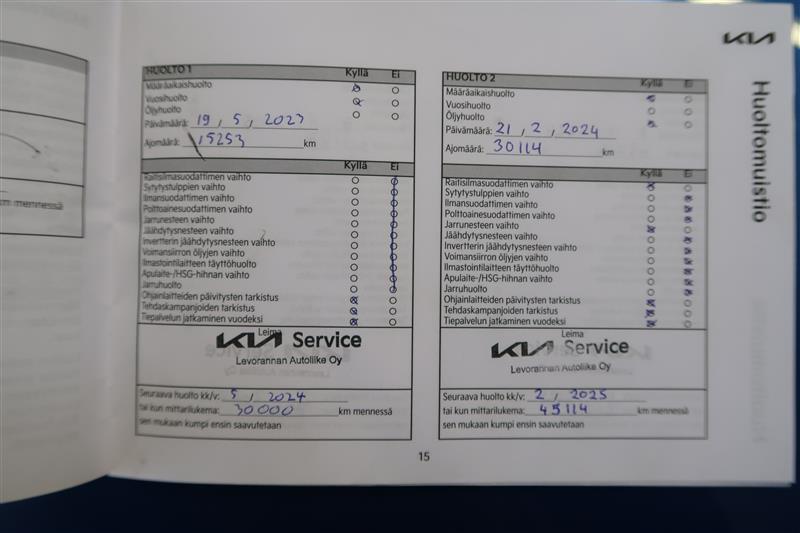 KIA
Huoltomuistio
km mennessä
HUOLTO 1 Kyllä Ei
Määräaikaishuolto
Vuosihuolto
Öljyhuolto
Päivämäärä: 19, 5, 2023
Ajomäärä: 15253 km
Kyllä Ei
Raitisilmasuodattimen vaihto
Sytytystulppien vaihto
Ilmansuodattimen vaihto
Polttoainesuodattimen vaihto
Jarrunesteen vaihto
Jäähdytysnesteen vaihto
Invertterin jäähdytysnesteen vaihto
Voimansiirron öljyjen vaihto
Ilmastointilaitteen täyttöhuolto
Apulaite-/HSG-hihnan vaihto
Jarruhuolto
Ohjainlaitteiden päivitysten tarkistus
Tehdaskampanjoiden tarkistus
Tiepalvelun jatkaminen vuodeksi
Leima
KIA Service
Levorannan Autoliike Oy
Seuraava huolto kk/v: 5, 2024
tai kun mittarilukema: 30000 km mennessä
sen mukaan kumpi ensin saavutetaan
HUOLTO 2 Kyllä Ei
Määräaikaishuolto
Vuosihuolto
Öljyhuolto
Päivämäärä: 21, 2, 2024
Ajomäärä: 30114 km
Kyllä Ei
Raitisilmasuodattimen vaihto
Sytytystulppien vaihto
Ilmansuodattimen vaihto
Polttoainesuodattimen vaihto
Jarrunesteen vaihto
Jäähdytysnesteen vaihto
Invertterin jäähdytysnesteen vaihto
Voimansiirron öljyjen vaihto
Ilmastointilaitteen täyttöhuolto
Apulaite-/HSG-hihnan vaihto
Jarruhuolto
Ohjainlaitteiden päivitysten tarkistus
Tehdaskampanjoiden tarkistus
Tiepalvelun jatkaminen vuodeksi
Leima
KIA Service
Levorannan Autoliike Oy
Seuraava huolto kk/v: 2, 2025
tai kun mittarilukema: 45114 km mennessä
sen mukaan kumpi ensin saavutetaan
15